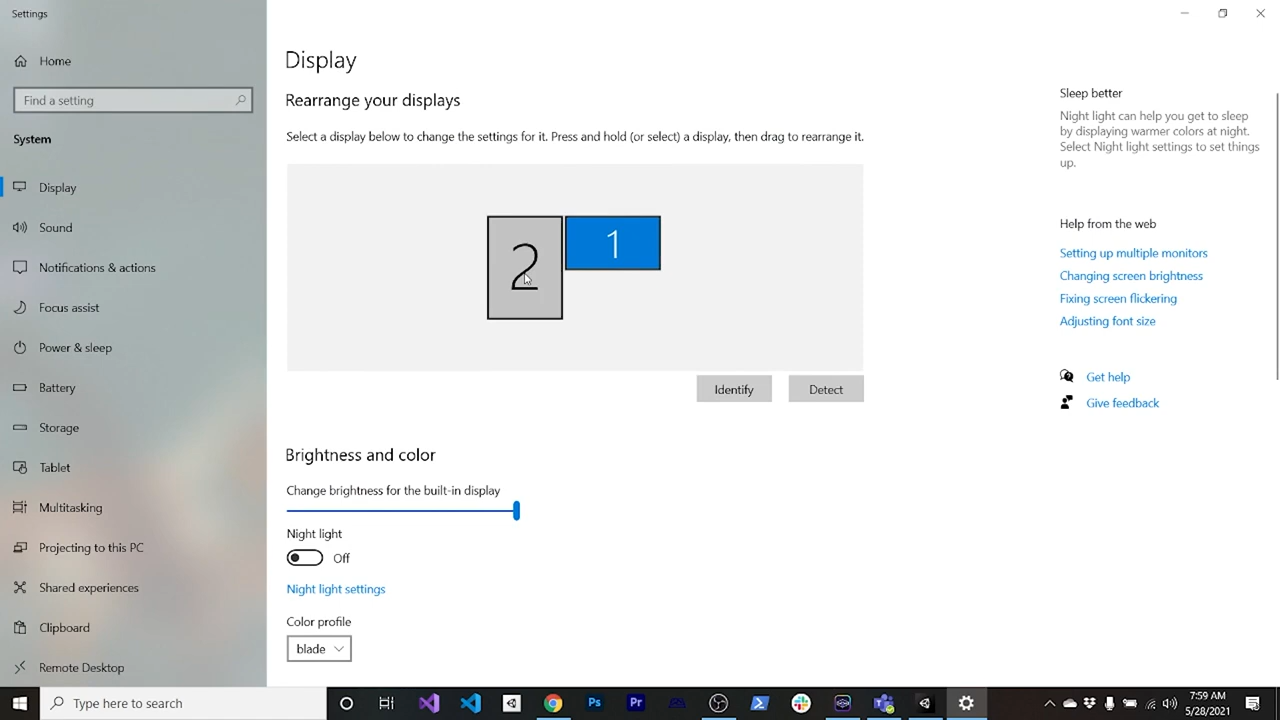 Settings
Home
Find a setting
System
Display
Sound
Notifications & actions
Focus assist
Power & sleep
Battery
Storage
Tablet
Multitasking
Projecting to this PC
Shared experiences
Clipboard
Remote Desktop
Display
Rearrange your displays
Select a display below to change the settings for it. Press and hold (or select) a display, then drag to rearrange it.
2
1
Identify
Detect
Brightness and color
Change brightness for the built-in display
Night light
Off
Night light settings
Color profile
blade
Sleep better
Night light can help you get to sleep
by displaying warmer colors at night.
Select Night light settings to set things
up.
Help from the web
Setting up multiple monitors
Changing screen brightness
Fixing screen flickering
Adjusting font size
Get help
Give feedback
Type here to search
Ps
Pr
7:59 AM
5/28/2021